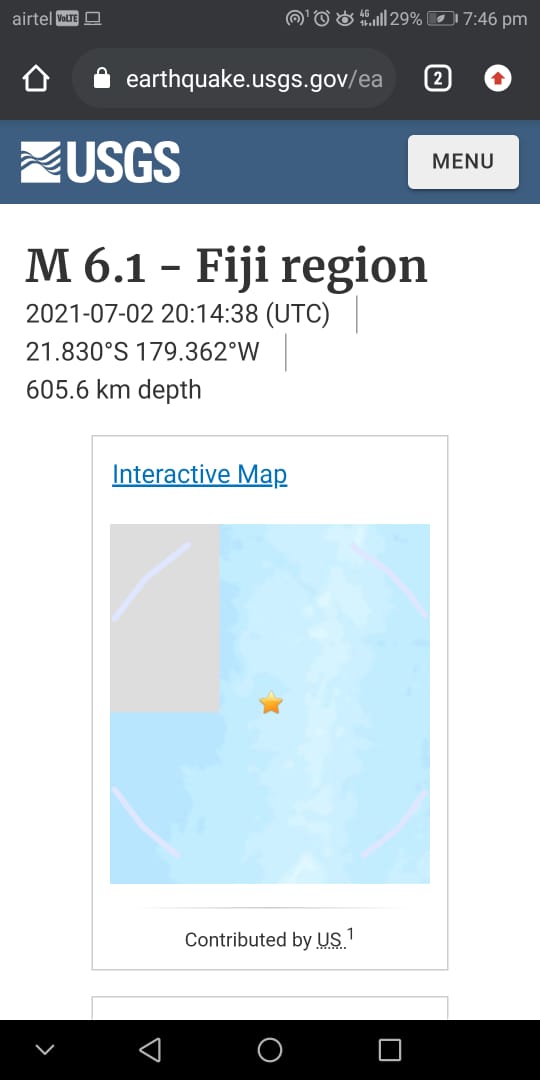 airtel VoLTE 1 4G 29% 7:46 pm
earthquake.usgs.gov/ea 2
USGS MENU
M 6.1 - Fiji region
2021-07-02 20:14:38 (UTC)
21.830°S 179.362°W
605.6 km depth
Interactive Map
Contributed by US 1